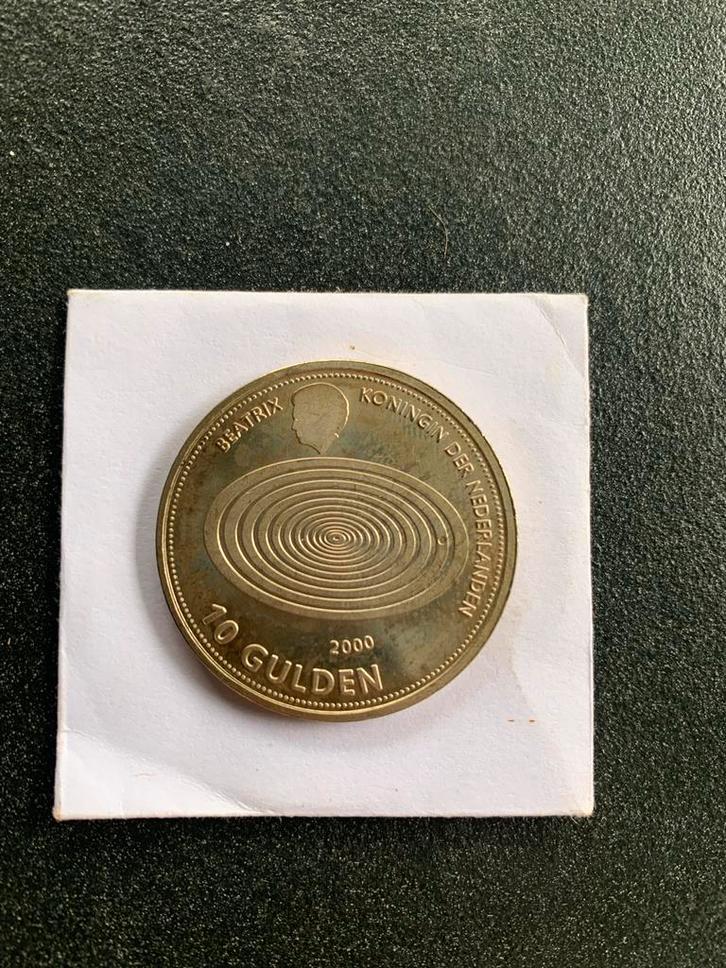 BEATRIX KONINGIN DER NEDERLANDEN
2000
10 GULDEN